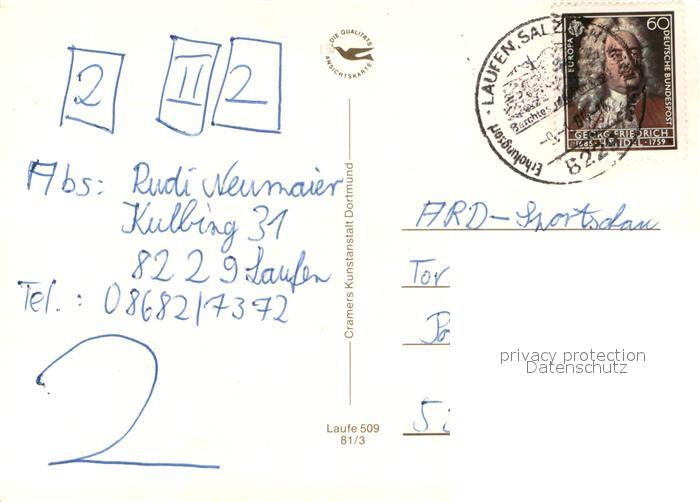 DIE QUALITÄTS
ANSICHTSKARTE
LAUFEN, SALZ
Erholungsort
822
60
EUROPA
DEUTSCHE BUNDESPOST
GEORG FRIEDRICH
1685 HÄNDEL 1759
2 II 2
Abs: Rudi Neumaier
Kulbing 31
8229 Laufen
Tel.: 08682/7372
2
Cramers Kunstanstalt Dortmund
Laufe 509
81/3
ARD-Sportschau
Tor
privacy protection
Datenschutz